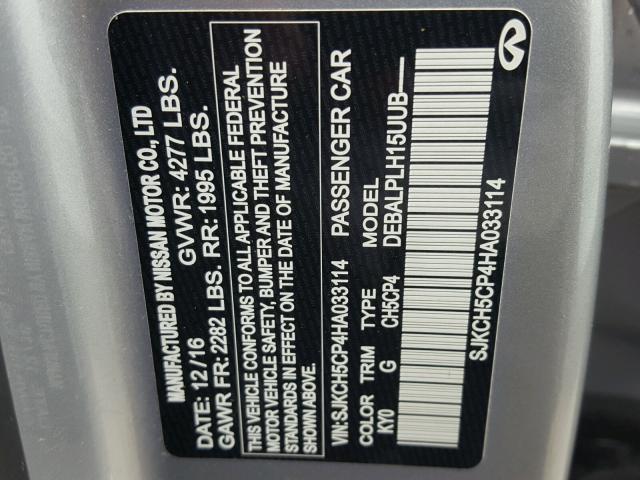 MANUFACTURED BY NISSAN MOTOR CO., LTD
DATE: 12/16 GVWR: 4277 LBS.
GAWR FR: 2282 LBS. RR: 1995 LBS.
THIS VEHICLE CONFORMS TO ALL APPLICABLE FEDERAL
MOTOR VEHICLE SAFETY, BUMPER AND THEFT PREVENTION
STANDARDS IN EFFECT ON THE DATE OF MANUFACTURE
SHOWN ABOVE.
VIN: SJKCH5CP4HA033114 PASSENGER CAR
COLOR TRIM TYPE MODEL
KY0 G CH5CP4 DEBALPLH15UUB
SJKCH5CP4HA033114